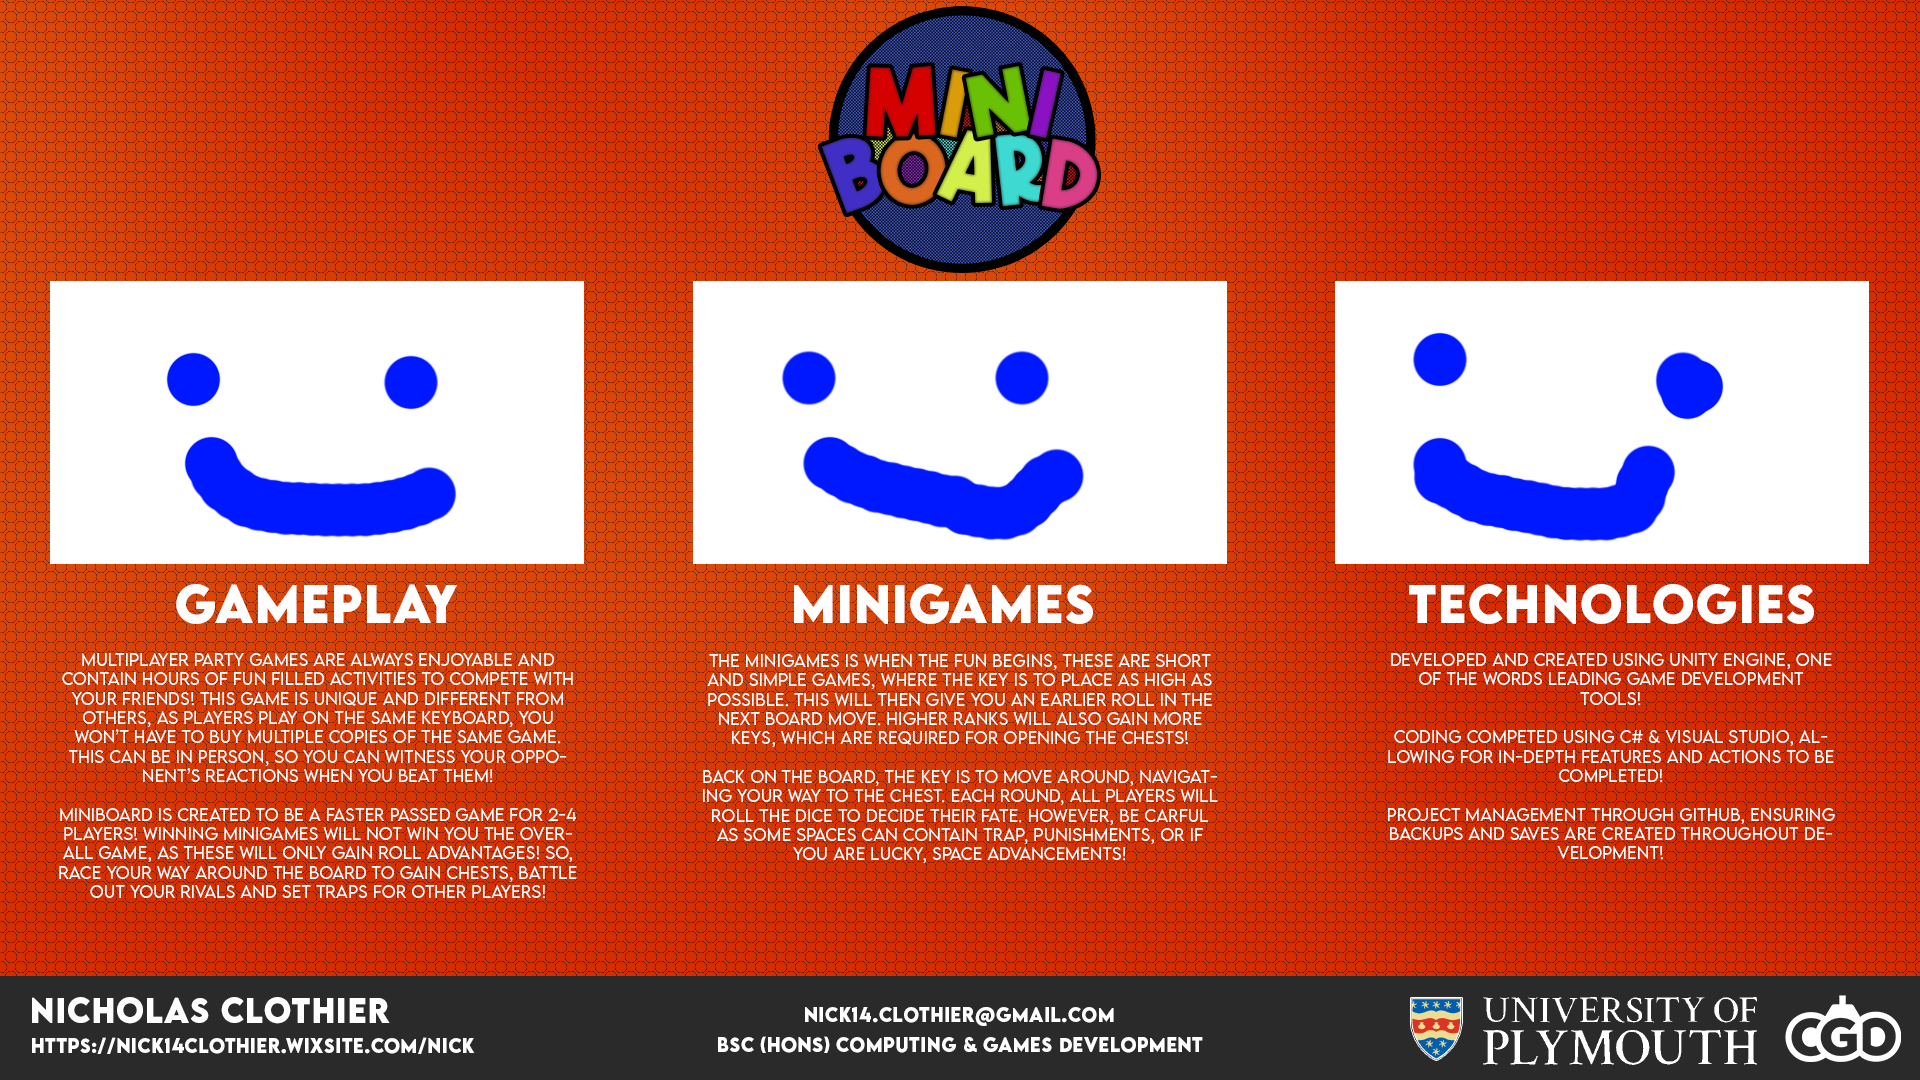 MINI
BOARD
GAMEPLAY
MULTIPLAYER PARTY GAMES ARE ALWAYS ENJOYABLE AND
CONTAIN HOURS OF FUN FILLED ACTIVITIES TO COMPETE WITH
YOUR FRIENDS! THIS GAME IS UNIQUE AND DIFFERENT FROM
OTHERS, AS PLAYERS PLAY ON THE SAME KEYBOARD, YOU
WON'T HAVE TO BUY MULTIPLE COPIES OF THE SAME GAME.
THIS CAN BE IN PERSON, SO YOU CAN WITNESS YOUR OPPO-
NENT'S REACTIONS WHEN YOU BEAT THEM!
MINIBOARD IS CREATED TO BE A FASTER PASSED GAME FOR 2-4
PLAYERS! WINNING MINIGAMES WILL NOT WIN YOU THE OVER-
ALL GAME, AS THESE WILL ONLY GAIN ROLL ADVANTAGES! SO,
RACE YOUR WAY AROUND THE BOARD TO GAIN CHESTS, BATTLE
OUT YOUR RIVALS AND SET TRAPS FOR OTHER PLAYERS!
MINIGAMES
THE MINIGAMES IS WHEN THE FUN BEGINS, THESE ARE SHORT
AND SIMPLE GAMES, WHERE THE KEY IS TO PLACE AS HIGH AS
POSSIBLE. THIS WILL THEN GIVE YOU AN EARLIER ROLL IN THE
NEXT BOARD MOVE. HIGHER RANKS WILL ALSO GAIN MORE
KEYS, WHICH ARE REQUIRED FOR OPENING THE CHESTS!
BACK ON THE BOARD, THE KEY IS TO MOVE AROUND, NAVIGAT-
ING YOUR WAY TO THE CHEST. EACH ROUND, ALL PLAYERS WILL
ROLL THE DICE TO DECIDE THEIR FATE. HOWEVER, BE CARFUL
AS SOME SPACES CAN CONTAIN TRAP, PUNISHMENTS, OR IF
YOU ARE LUCKY, SPACE ADVANCEMENTS!
TECHNOLOGIES
DEVELOPED AND CREATED USING UNITY ENGINE, ONE
OF THE WORDS LEADING GAME DEVELOPMENT
TOOLS!
CODING COMPETED USING C# & VISUAL STUDIO, AL-
LOWING FOR IN-DEPTH FEATURES AND ACTIONS TO BE
COMPLETED!
PROJECT MANAGEMENT THROUGH GITHUB, ENSURING
BACKUPS AND SAVES ARE CREATED THROUGHOUT DE-
VELOPMENT!
NICHOLAS CLOTHIER
HTTPS://NICK14CLOTHIER.WIXSITE.COM/NICK
NICK14.CLOTHIER@GMAIL.COM
BSC (HONS) COMPUTING & GAMES DEVELOPMENT
UNIVERSITY OF
PLYMOUTH
CGD